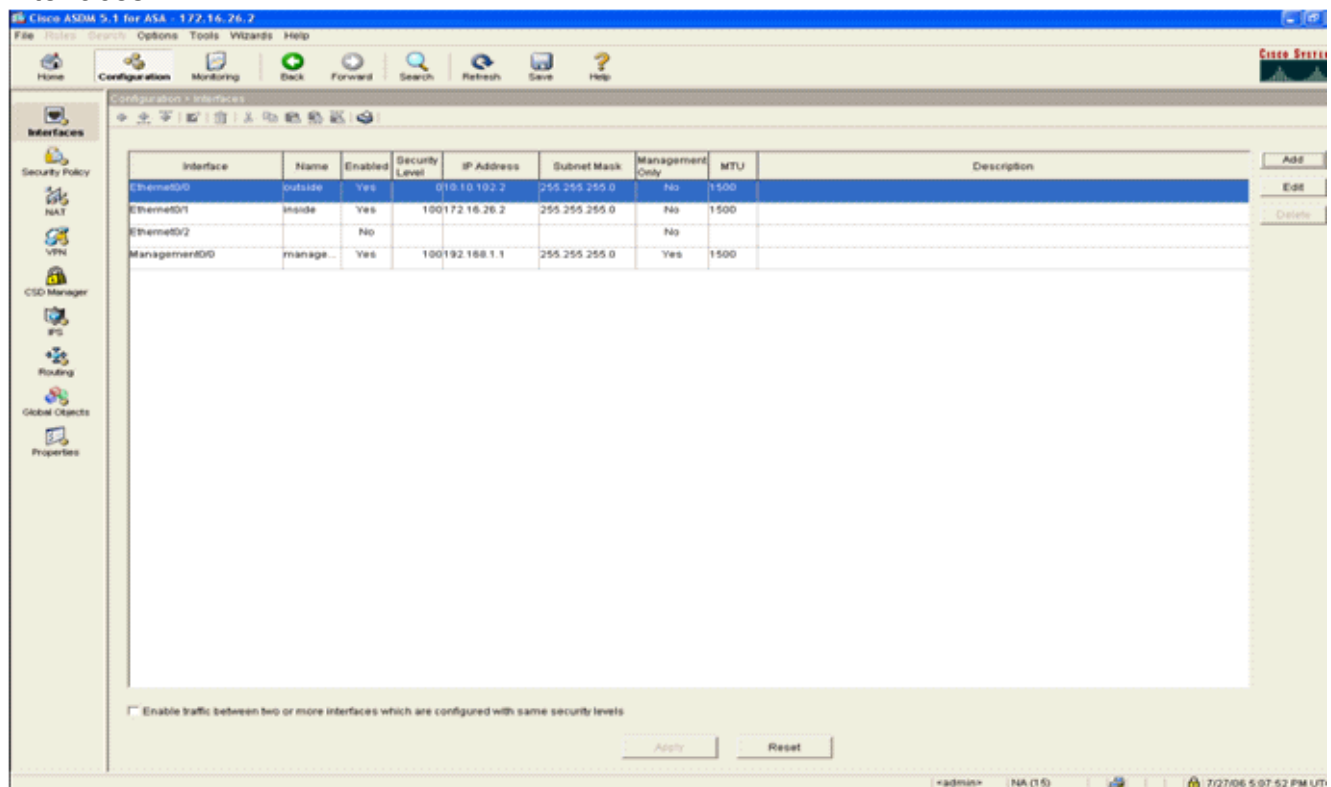 Cisco ASDM 5.1 for ASA - 172.16.26.2
File Rules Search Options Tools Wizards Help
Home Configuration Monitoring Back Forward Search Refresh Save Help
CISCO SYSTEMS
Configuration > Interfaces
Interfaces
Security Policy
NAT
VPN
CSD Manager
IPS
Routing
Global Objects
Properties
Interface Name Enabled Security Level IP Address Subnet Mask Management Only MTU Description
Ethernet0/0 outside Yes 0 10.10.102.2 255.255.255.0 No 1500
Ethernet0/1 inside Yes 100 172.16.26.2 255.255.255.0 No 1500
Ethernet0/2 No No
Management0/0 manage... Yes 100 192.168.1.1 255.255.255.0 Yes 1500
Add
Edit
Delete
Enable traffic between two or more interfaces which are configured with same security levels
Apply Reset
<admin> NA (15) 7/27/06 5:07:52 PM UT